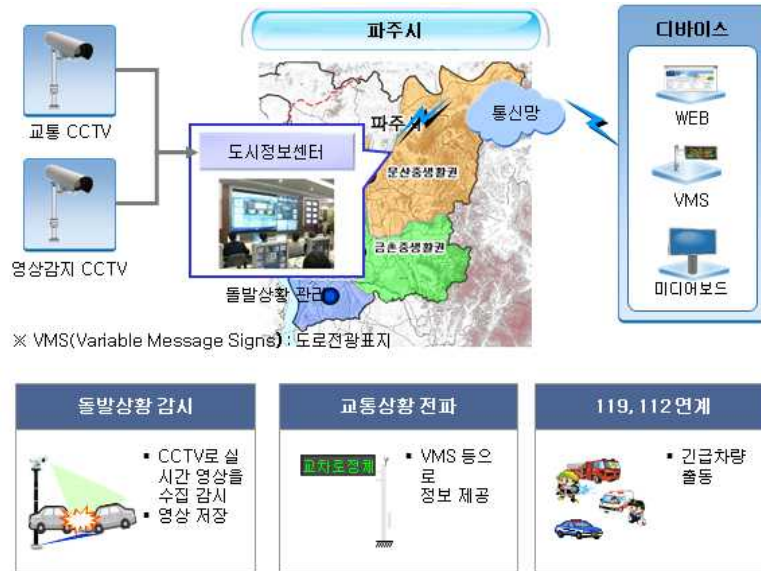 파주시
디바이스
교통 CCTV
도시정보센터
파주시
통신망
WEB
문산중생활권
VMS
금촌중생활권
영상감지 CCTV
돌발상황 관리
미디어보드
※ VMS(Variable Message Signs) : 도로전광표지
돌발상황 감시
교통상황 전파
119, 112연계
▪ CCTV로 실
시간 영상을
수집 감시
▪ 영상 저장
교차로정체
▪ VMS 등으
로
정보 제공
▪ 긴급차량
출동